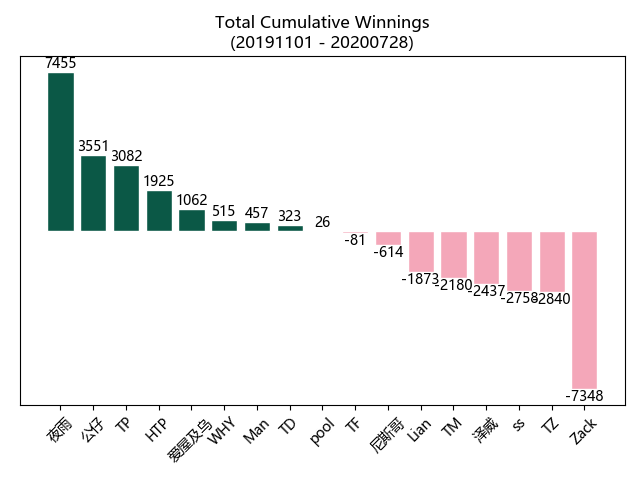 Total Cumulative Winnings
(20191101 - 20200728)
7455
3551
3082
1925
1062
515
457
323
26
-81
-614
-1873
-2180
-2437
-2758
-2840
-7348
夜雨
公仔
TP
HTP
爱屋及乌
WHY
Man
TD
pool
TF
尼斯哥
Lian
TM
泽威
ss
TZ
Zack